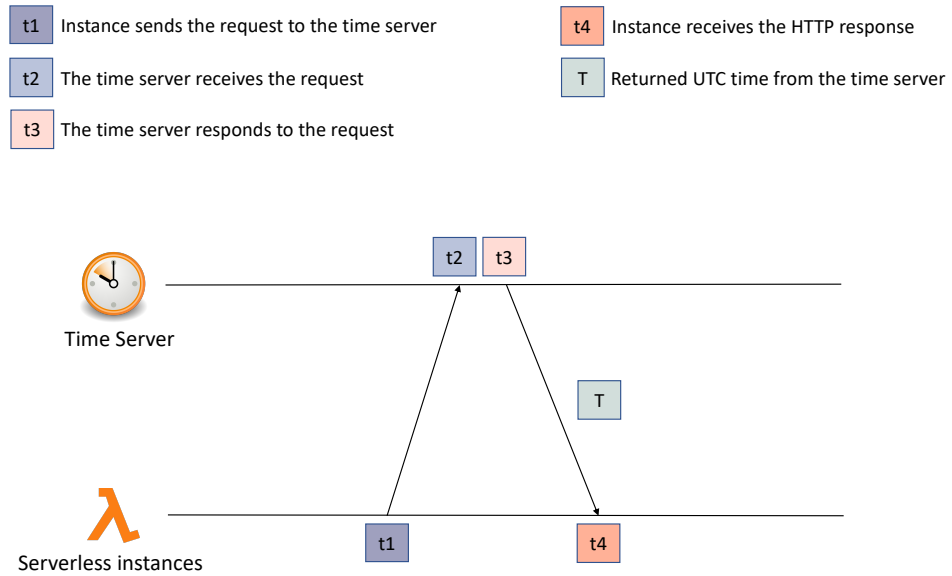 t1 Instance sends the request to the time server
t2 The time server receives the request
t3 The time server responds to the request
t4 Instance receives the HTTP response
T Returned UTC time from the time server
t2 t3
Time Server
T
λ
t1 t4
Serverless instances